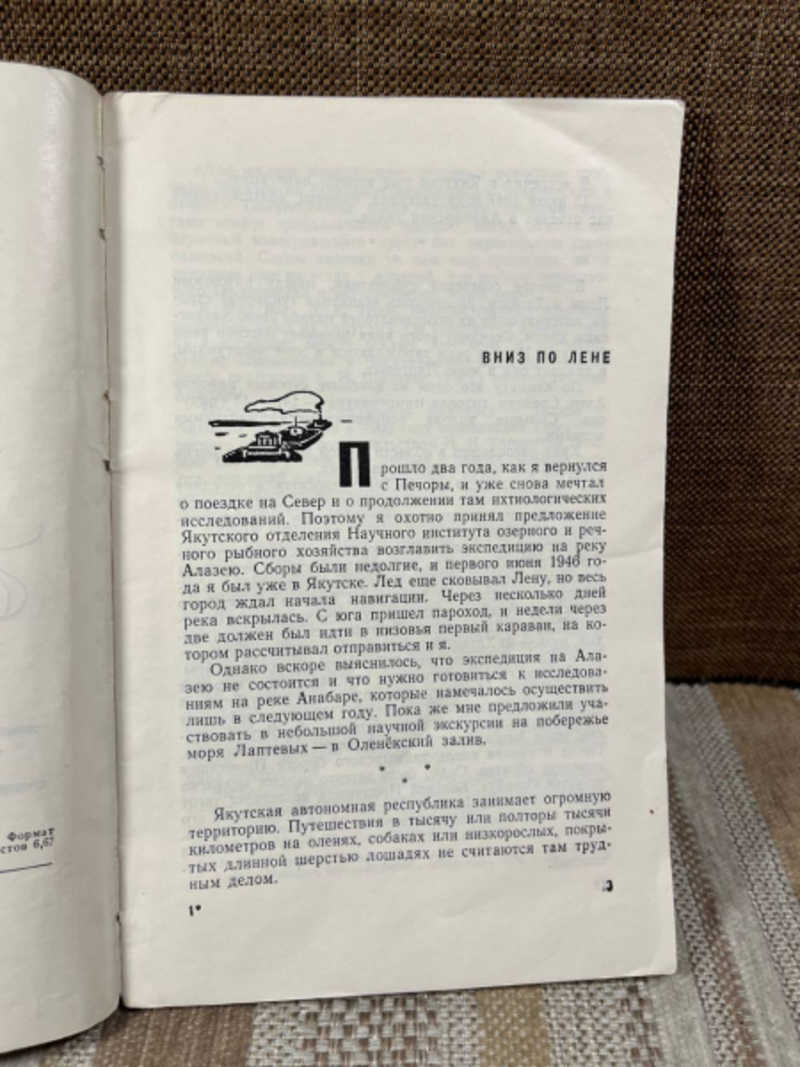 Формат
стов 6,67
ВНИЗ ПО ЛЕНЕ
Прошло два года, как я вернулся
с Печоры, и уже снова мечтал
о поездке на Север и о продолжении там ихтиологических
исследований. Поэтому я охотно принял предложение
Якутского отделения Научного института озерного и реч-
ного рыбного хозяйства возглавить экспедицию на реку
Алазею. Сборы были недолгие, и первого июня 1946 го-
да я был уже в Якутске. Лед еще сковывал Лену, но весь
город ждал начала навигации. Через несколько дней
река вскрылась. С юга пришел пароход, и недели через
две должен был идти в низовья первый караван, на ко-
тором рассчитывал отправиться и я.
Однако вскоре выяснилось, что экспедиция на Ала-
зею не состоится и что нужно готовиться к исследова-
ниям на реке Анабаре, которые намечалось осуществить
лишь в следующем году. Пока же мне предложили уча-
ствовать в небольшой научной экскурсии на побережье
моря Лаптевых — в Оленёкский залив.
* *
*
Якутская автономная республика занимает огромную
территорию. Путешествия в тысячу или полторы тысячи
километров на оленях, собаках или низкорослых, покры-
тых длинной шерстью лошадях не считаются там труд-
ным делом.
1*
3